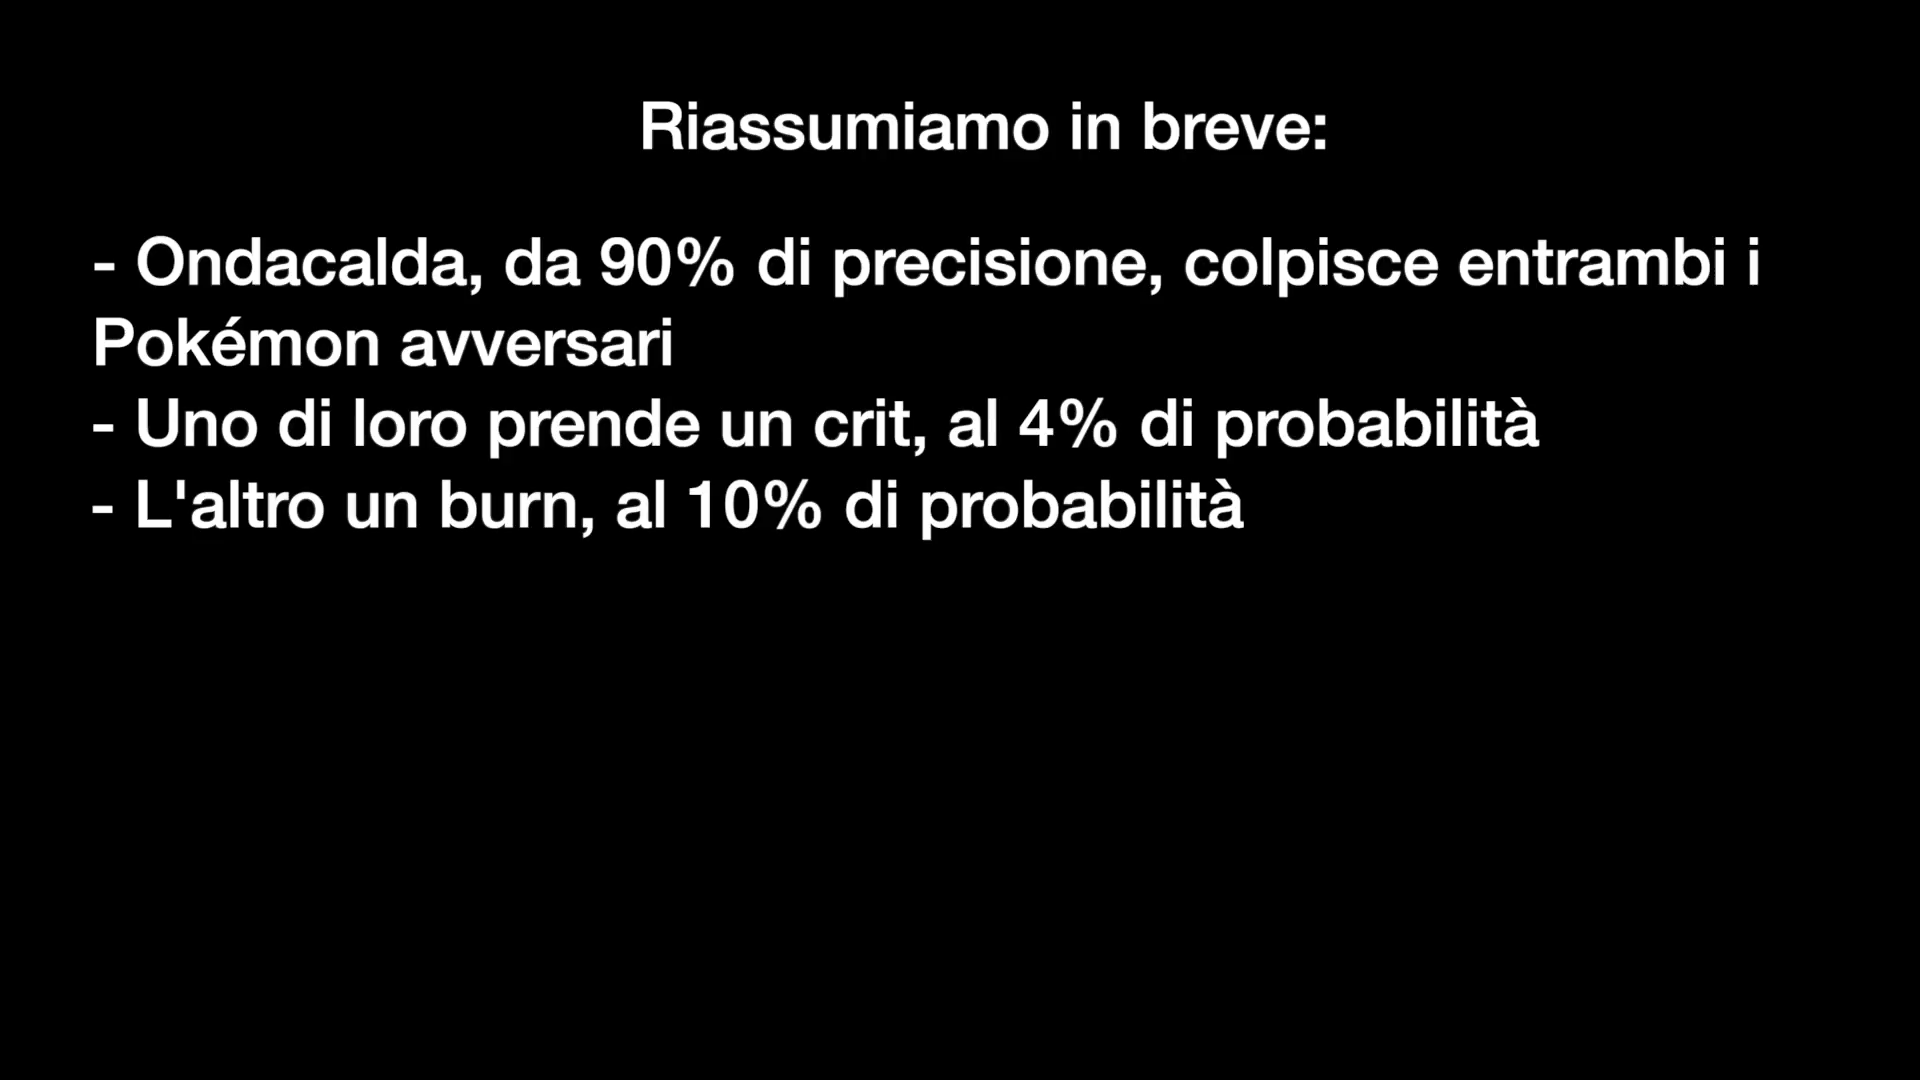 Riassumiamo in breve:
- Ondacalda, da 90% di precisione, colpisce entrambi i
Pokémon avversari
- Uno di loro prende un crit, al 4% di probabilità
- L'altro un burn, al 10% di probabilità